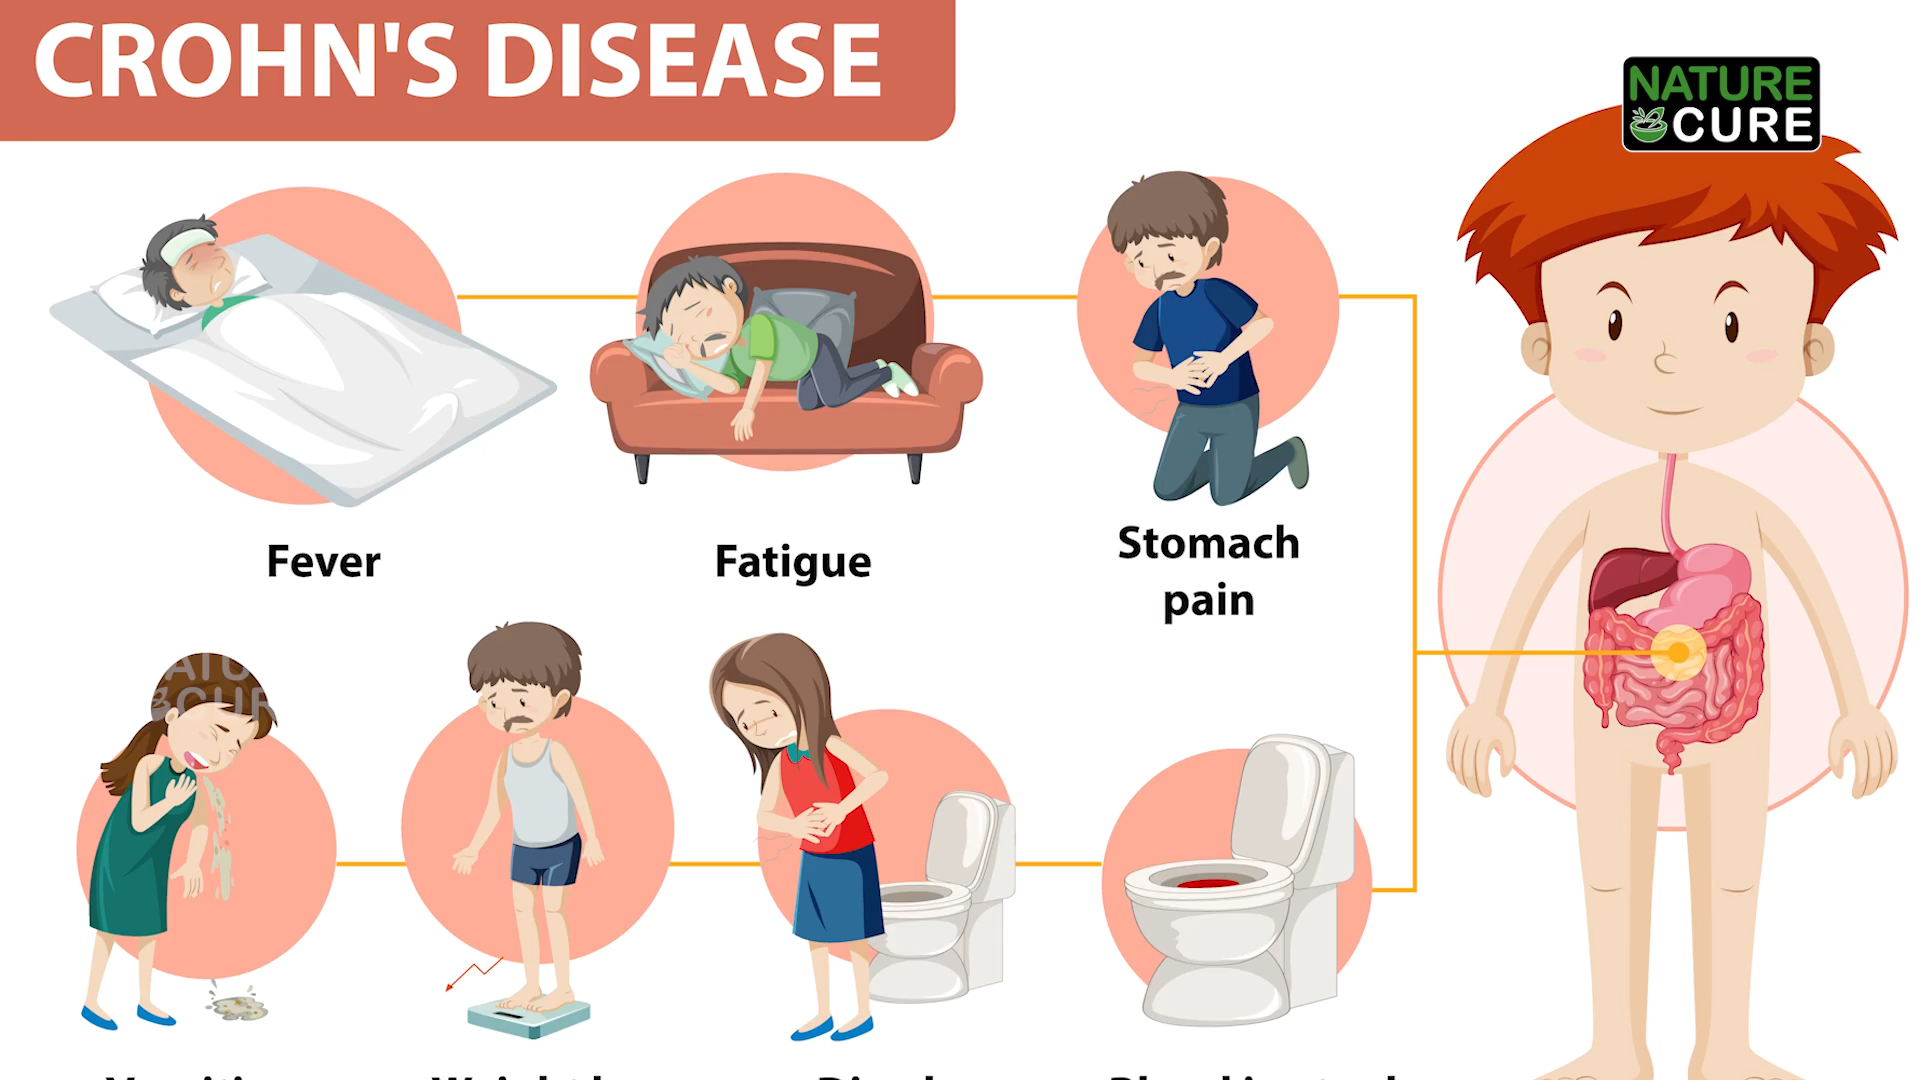 CROHN'S DISEASE
NATURE
CURE
Fever
Fatigue
Stomach
pain